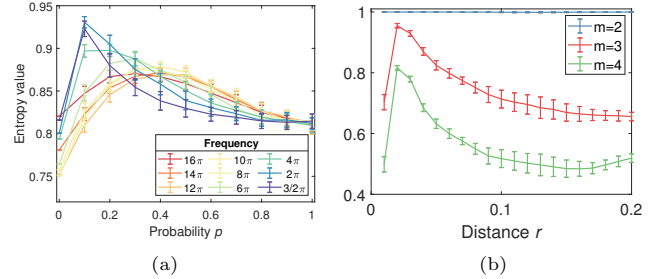 0.95
0.90
0.85
0.80
0.75
Entropy value
0 0.2 0.4 0.6 0.8 1
Probability p
Frequency
16π 10π 4π
14π 8π 2π
12π 6π 3/2π
(a)
1
0.8
0.6
0.4
0 0.1 0.2
Distance r
m=2
m=3
m=4
(b)